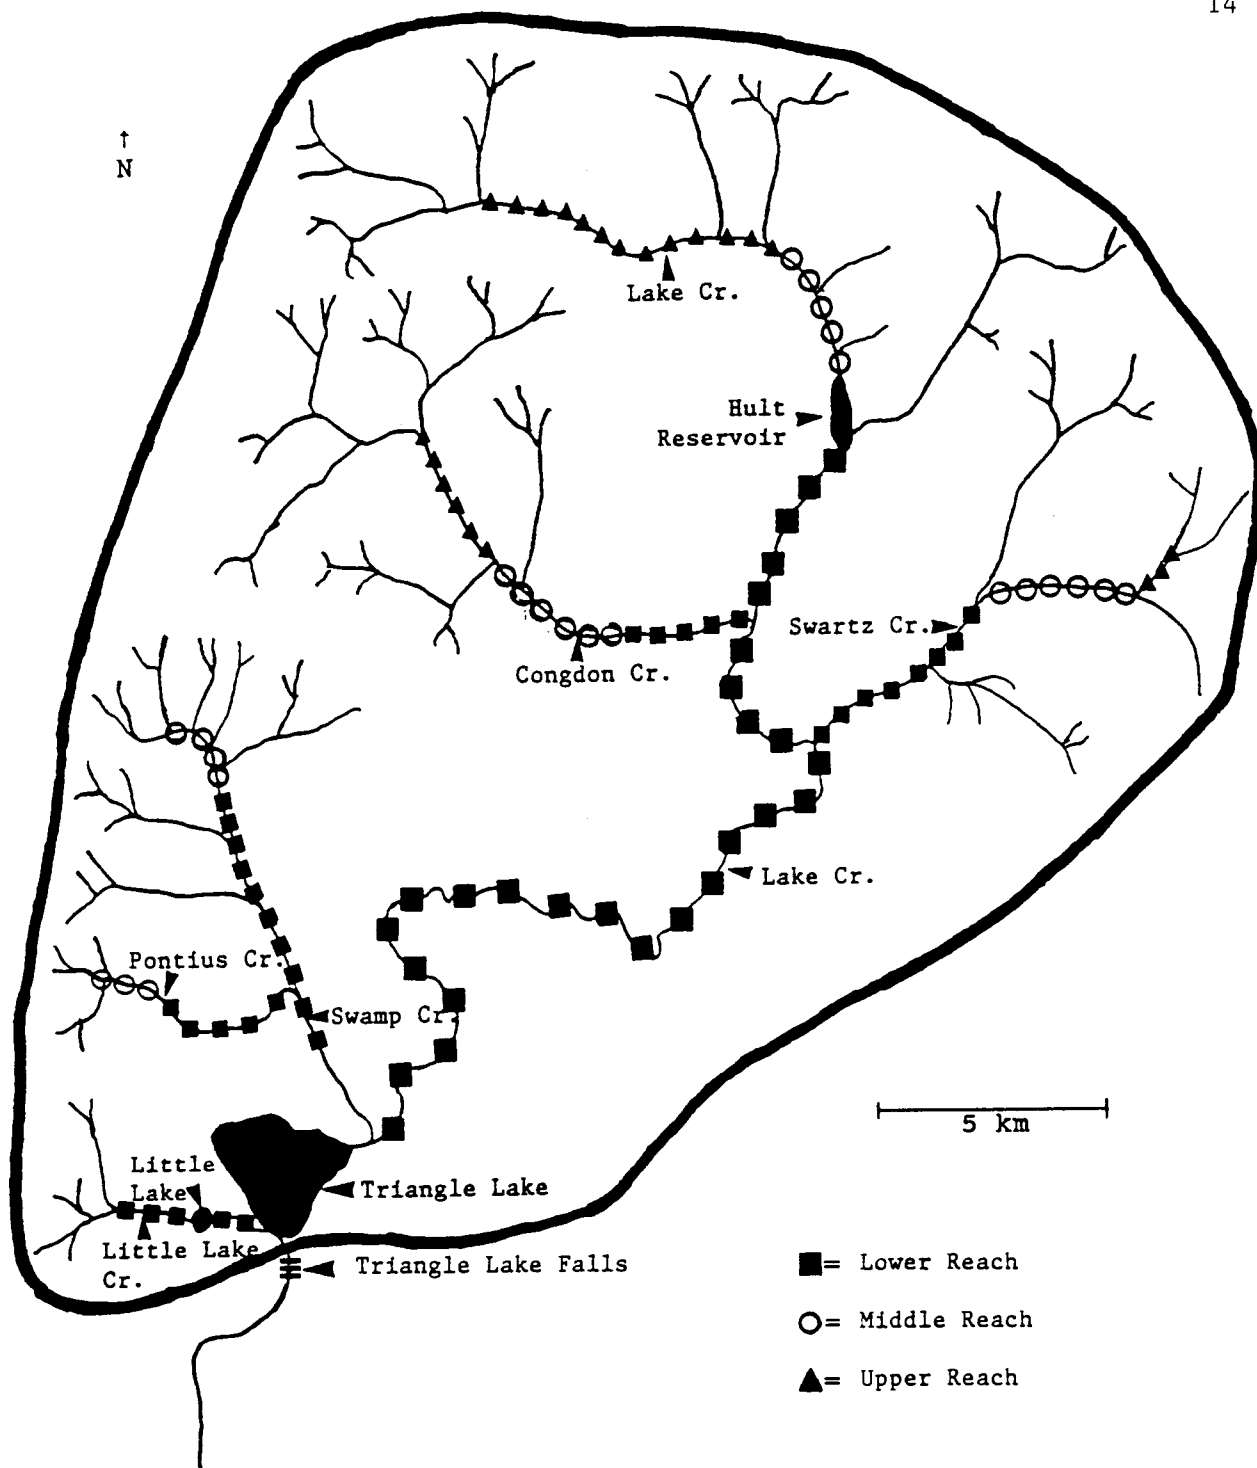 14
↑
N
Lake Cr.
Hult
Reservoir
Swartz Cr.
Congdon Cr.
Lake Cr.
Pontius Cr.
Swamp Cr.
5 km
Little
Lake
Triangle Lake
Little Lake
Cr.
Triangle Lake Falls
■= Lower Reach
○= Middle Reach
▲= Upper Reach